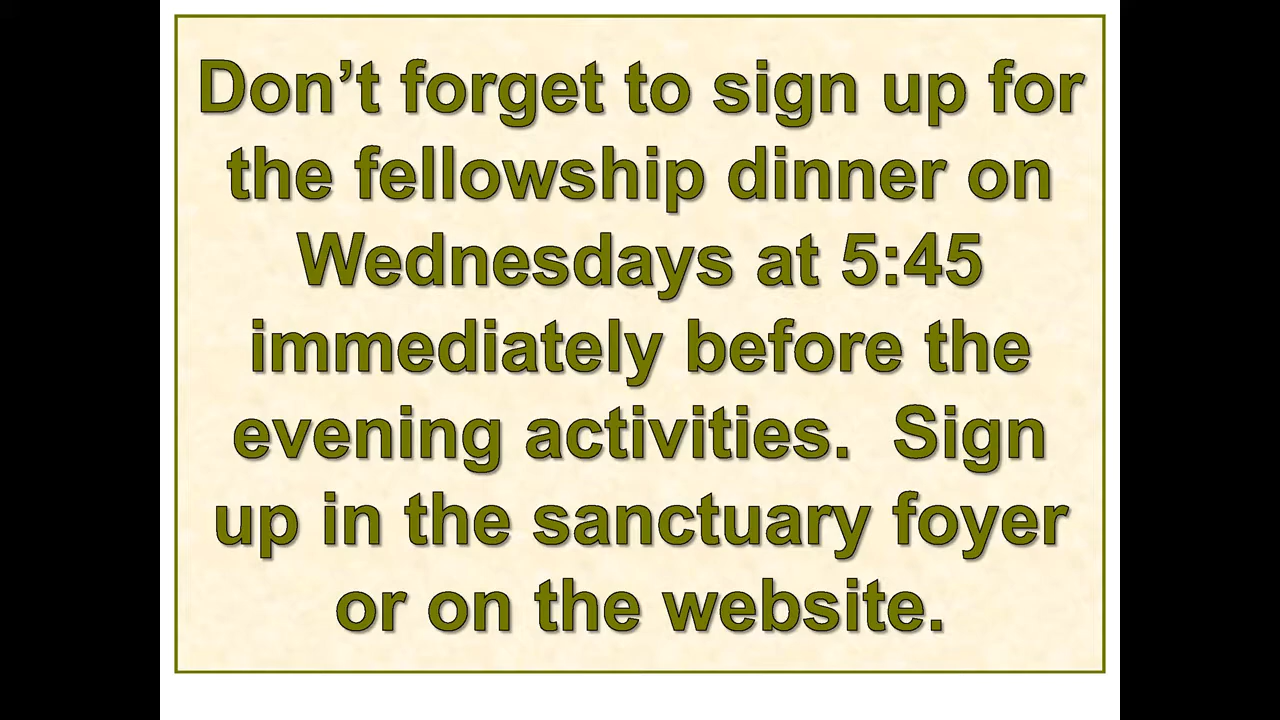 Don’t forget to sign up for
the fellowship dinner on
Wednesdays at 5:45
immediately before the
evening activities.  Sign
up in the sanctuary foyer
or on the website.